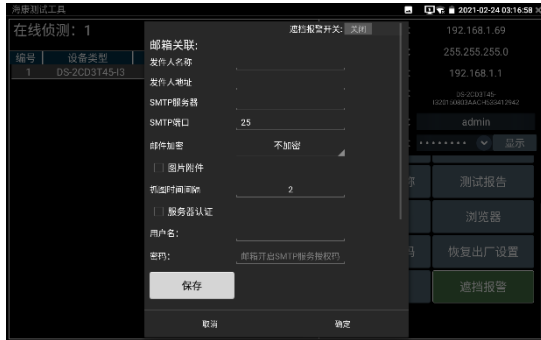 海康测试工具
2021-02-24 03:16:58
在线侦测：1
遮挡报警开关： 关闭
192.168.1.69
邮箱关联:
255.255.255.0
编号 设备类型
发件人名称
1 DS-2CD3T45-I3
192.168.1.1
发件人地址
SMTP服务器
DS-2CD3T45-
SMTP端口 25
admin
邮件加密 不加密
显示
图片附件
测试报告
抓图时间间隔 2
服务器认证
浏览器
用户名：
密码： 邮箱开启SMTP服务授权码
码 恢复出厂设置
保存
遮挡报警
取消 确定